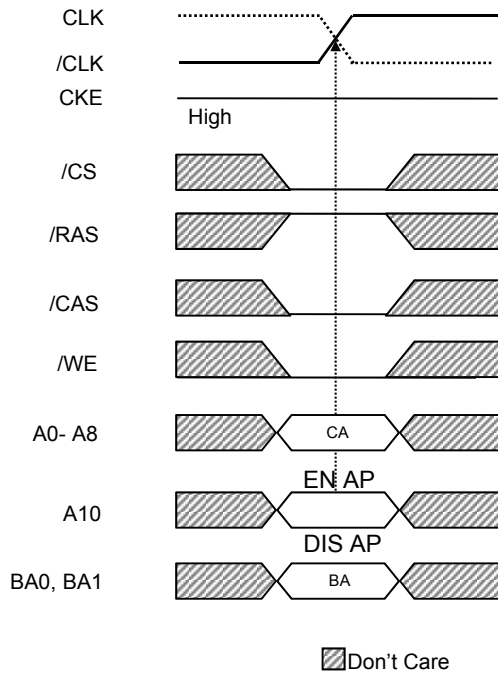 CLK
/CLK
CKE
High
/CS
/RAS
/CAS
/WE
A0- A8
CA
EN AP
A10
DIS AP
BA0, BA1
BA
Don't Care